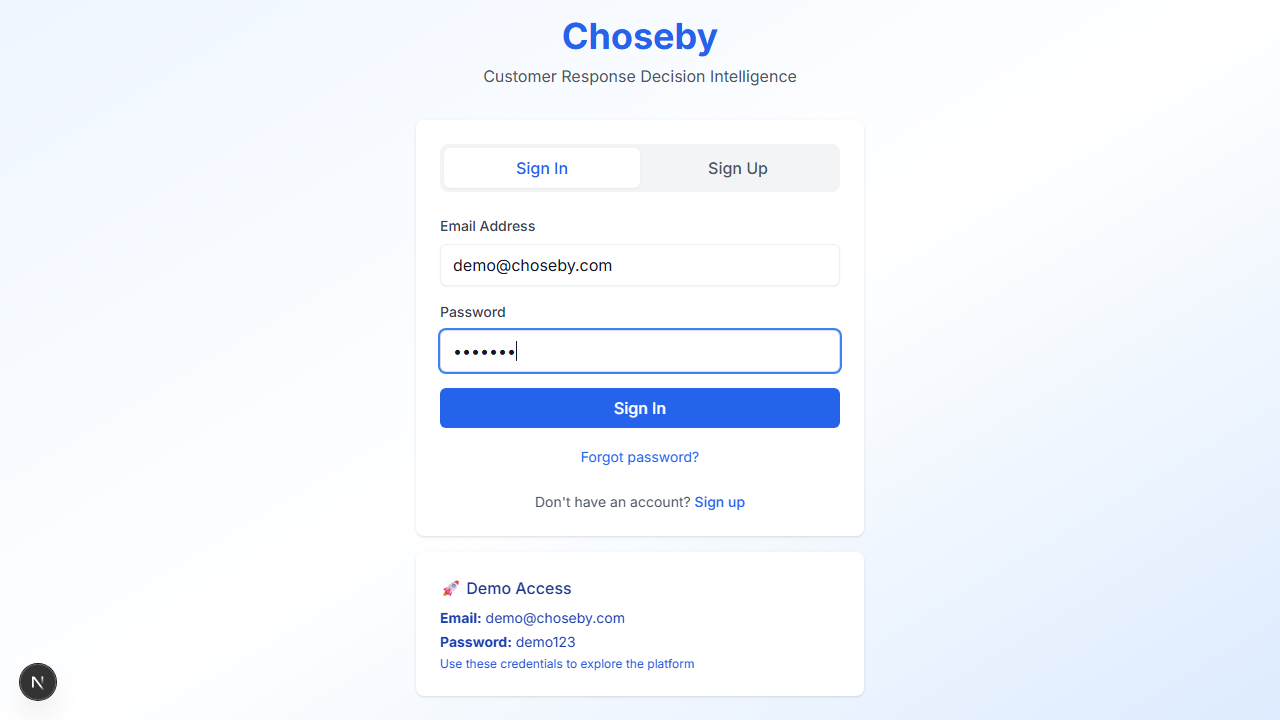 Choseby
Customer Response Decision Intelligence
Sign In
Sign Up
Email Address
demo@choseby.com
Password
•••••••
Sign In
Forgot password?
Don't have an account? Sign up
🚀 Demo Access
Email: demo@choseby.com
Password: demo123
Use these credentials to explore the platform
N